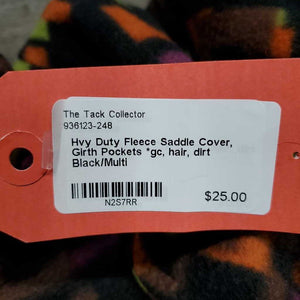 The Tack Collector
936123-248
Hvy Duty Fleece Saddle Cover,
Girth Pockets *gc, hair, dirt
Black/Multi
N2S7RR
$25.00